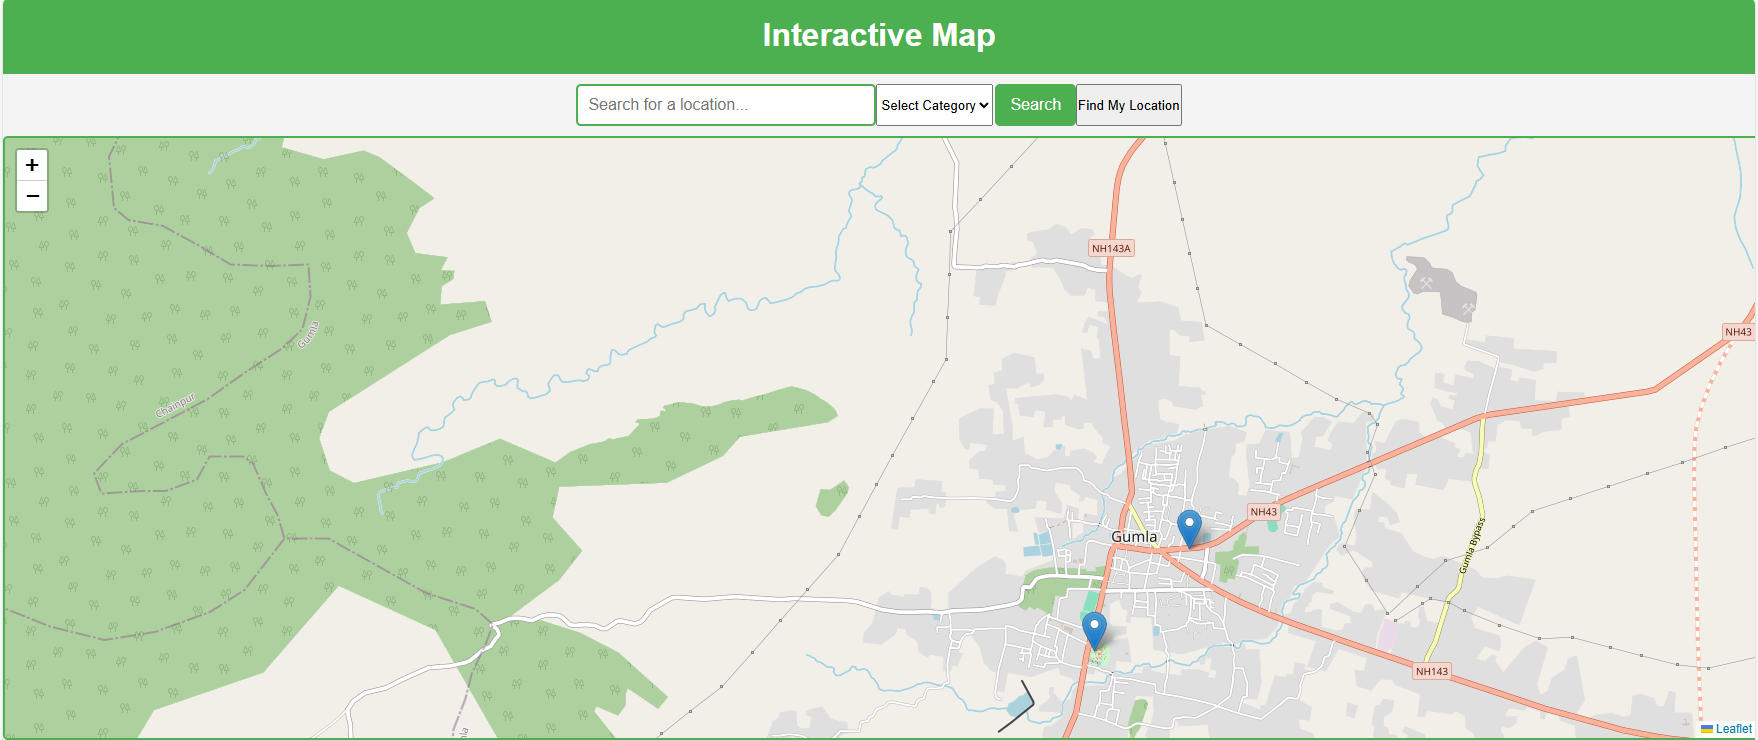 Interactive Map
Search for a location...
Select Category
Search
Find My Location
+
−
NH143A
NH43
Gumla
Chainpur
NH43
Gumla
Gumla Bypass
NH143
Leaflet